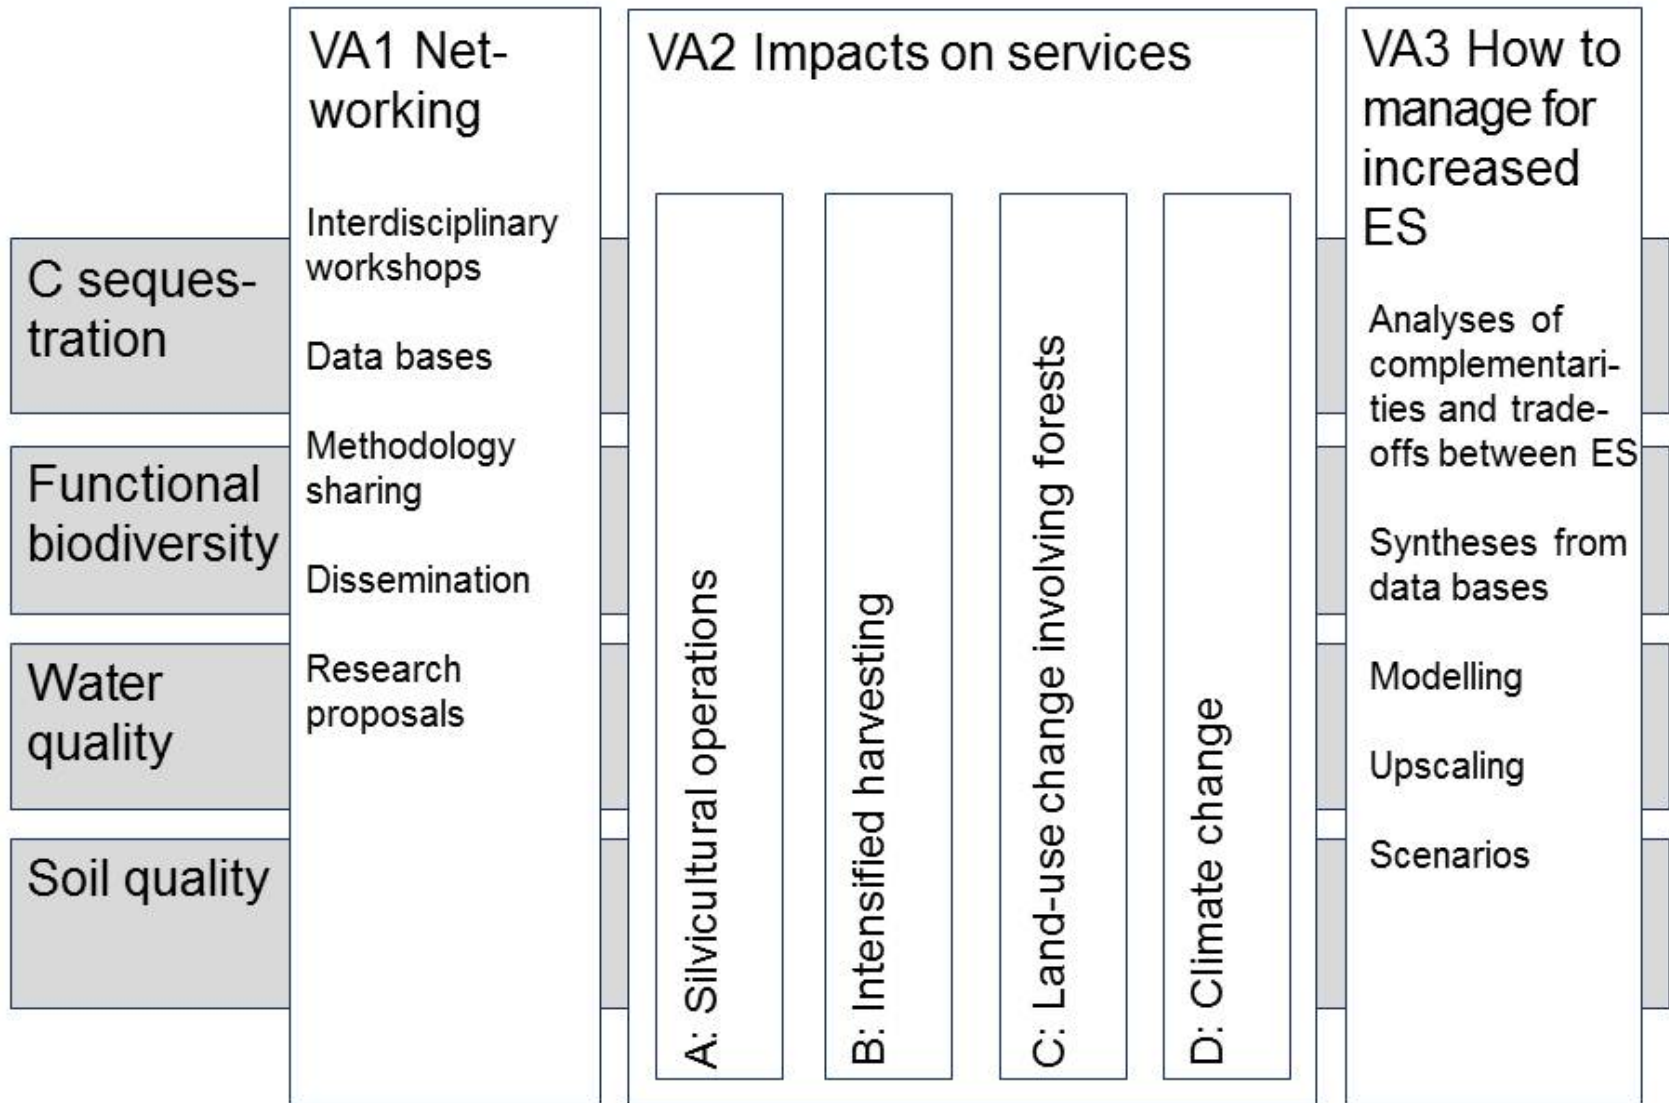 VA1 Net-
working
Interdisciplinary
workshops
Data bases
Methodology
sharing
Dissemination
Research
proposals
VA2 Impacts on services
A: Silvicultural operations
B: Intensified harvesting
C: Land-use change involving forests
D: Climate change
VA3 How to
manage for
increased
ES
Analyses of
complementari-
ties and trade-
offs between ES
Syntheses from
data bases
Modelling
Upscaling
Scenarios
C seques-
tration
Functional
biodiversity
Water
quality
Soil quality